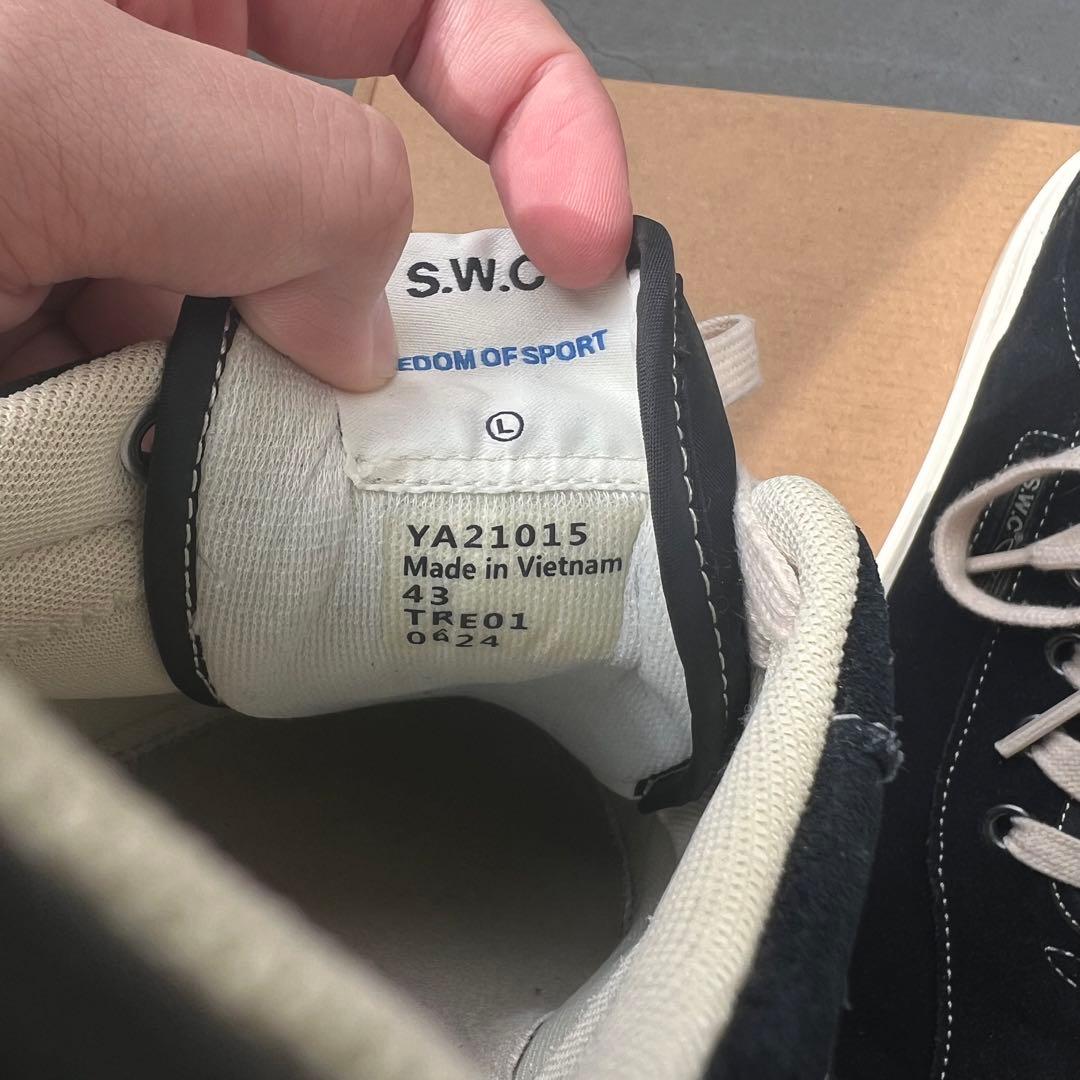 S.W.C
EDOM OF SPORT
L
YA21015
Made in Vietnam
43
TRE01
0624
S.W.C